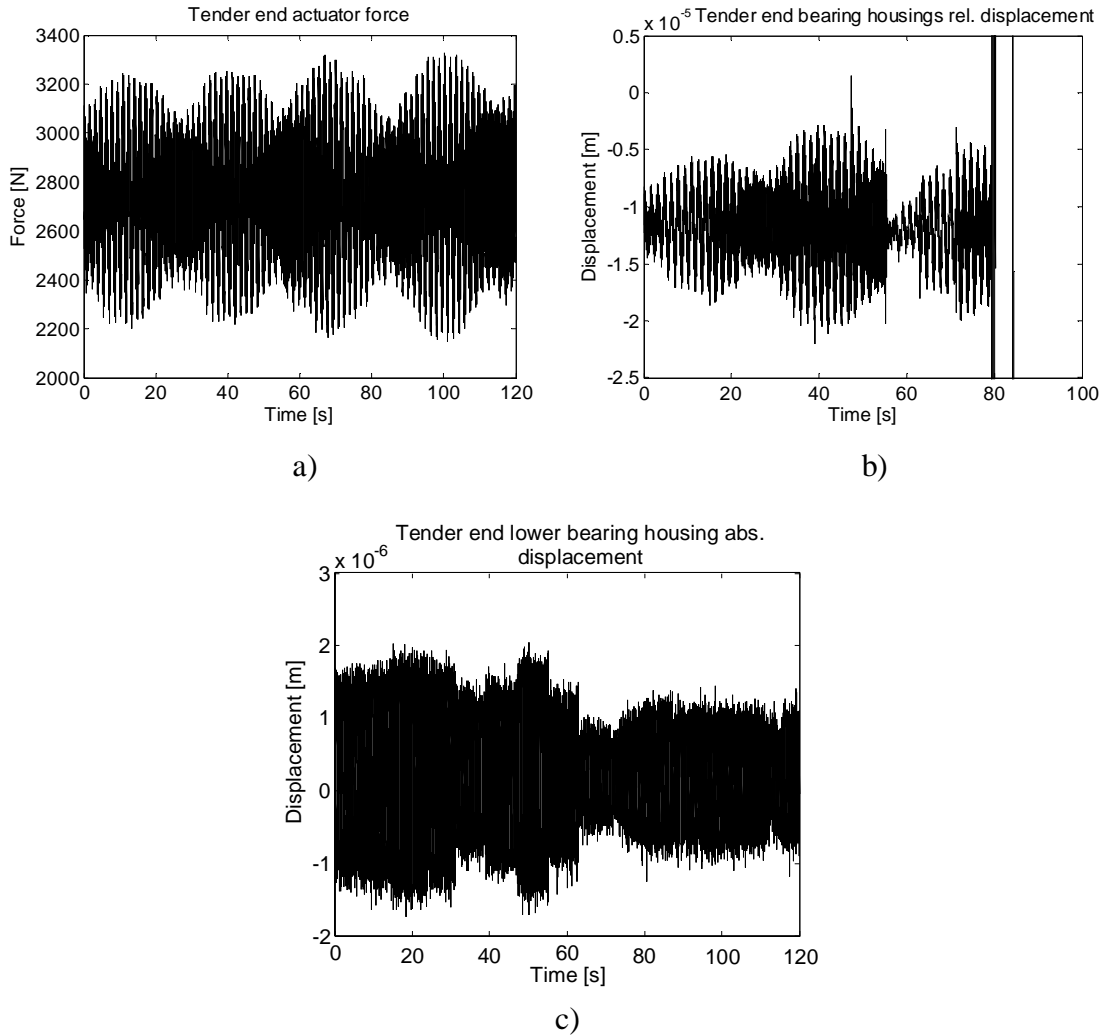 Tender end actuator force
3400
3200
3000
2800
2600
2400
2200
2000
Force [N]
0 20 40 60 80 100 120
Time [s]
a)
x 10⁻⁵ Tender end bearing housings rel. displacement
0.5
0
-0.5
-1
-1.5
-2
-2.5
Displacement [m]
0 20 40 60 80 100
Time [s]
b)
Tender end lower bearing housing abs.
displacement
x 10⁻⁶
3
2
1
0
-1
-2
Displacement [m]
0 20 40 60 80 100 120
Time [s]
c)